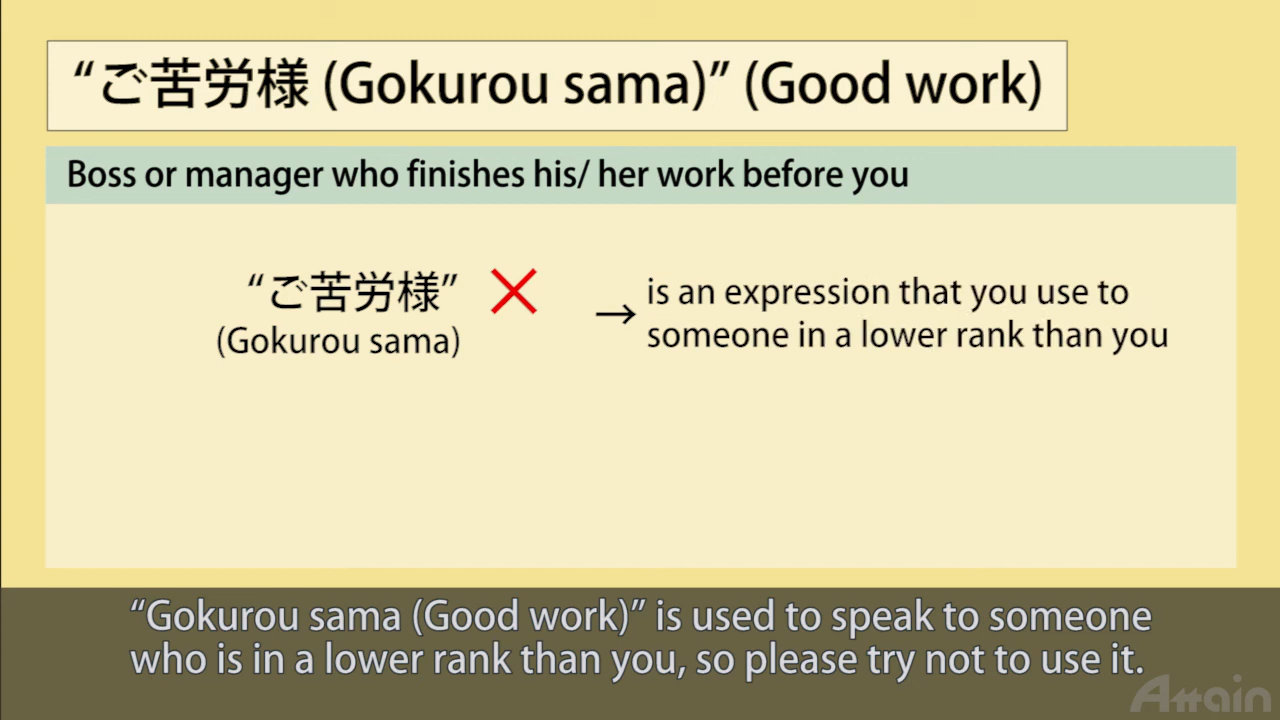 “ご苦労様 (Gokurou sama)” (Good work)
Boss or manager who finishes his/ her work before you
“ご苦労様” ×
(Gokurou sama)
→ is an expression that you use to
someone in a lower rank than you
“Gokurou sama (Good work)” is used to speak to someone
who is in a lower rank than you, so please try not to use it.
Attain